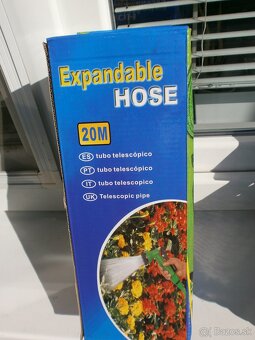 Expandable
HOSE
20M
ES tubo telescópico
PT tubo telescópico
IT tubo telescopico
UK Telescopic pipe
Bazos.sk